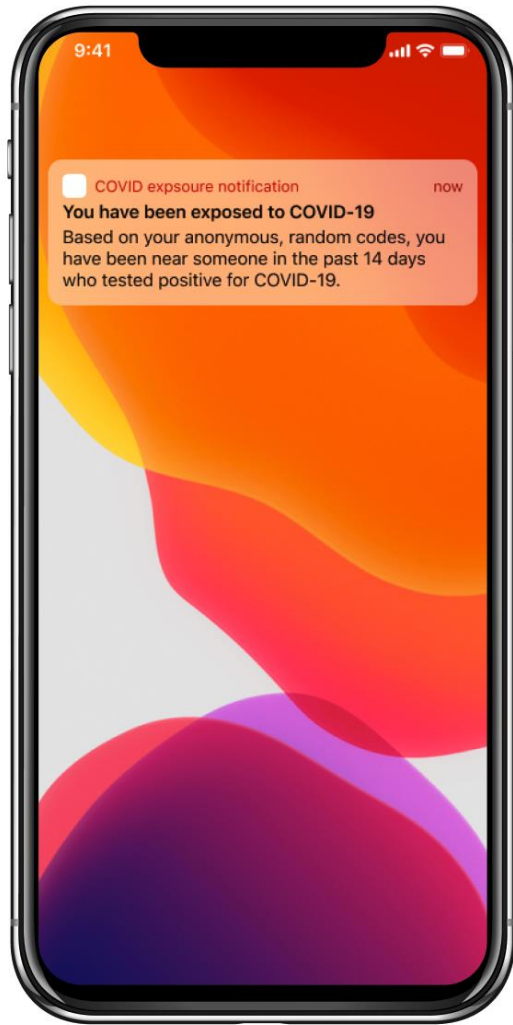 9:41
COVID expsoure notification now
You have been exposed to COVID-19
Based on your anonymous, random codes, you
have been near someone in the past 14 days
who tested positive for COVID-19.